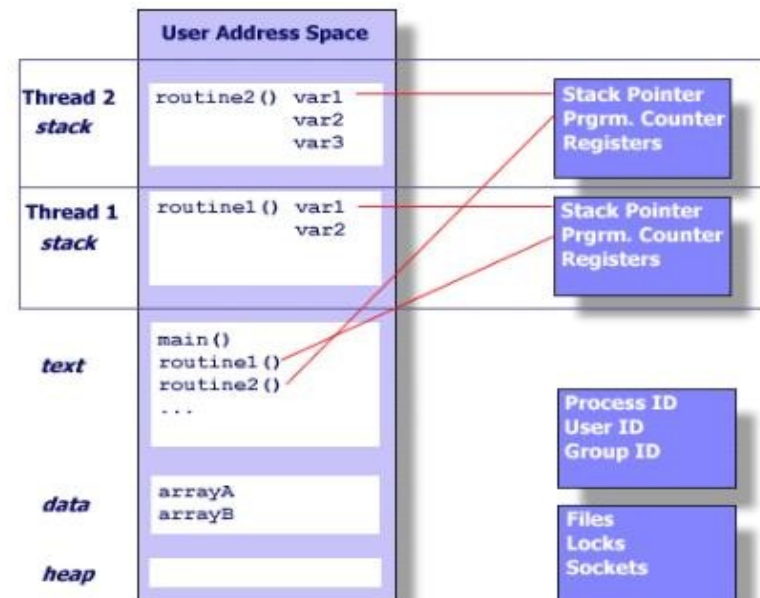 User Address Space
Thread 2
stack
routine2() var1
var2
var3
Stack Pointer
Prgrm. Counter
Registers
Thread 1
stack
routine1() var1
var2
Stack Pointer
Prgrm. Counter
Registers
text
main()
routine1()
routine2()
...
Process ID
User ID
Group ID
data
arrayA
arrayB
Files
Locks
Sockets
heap